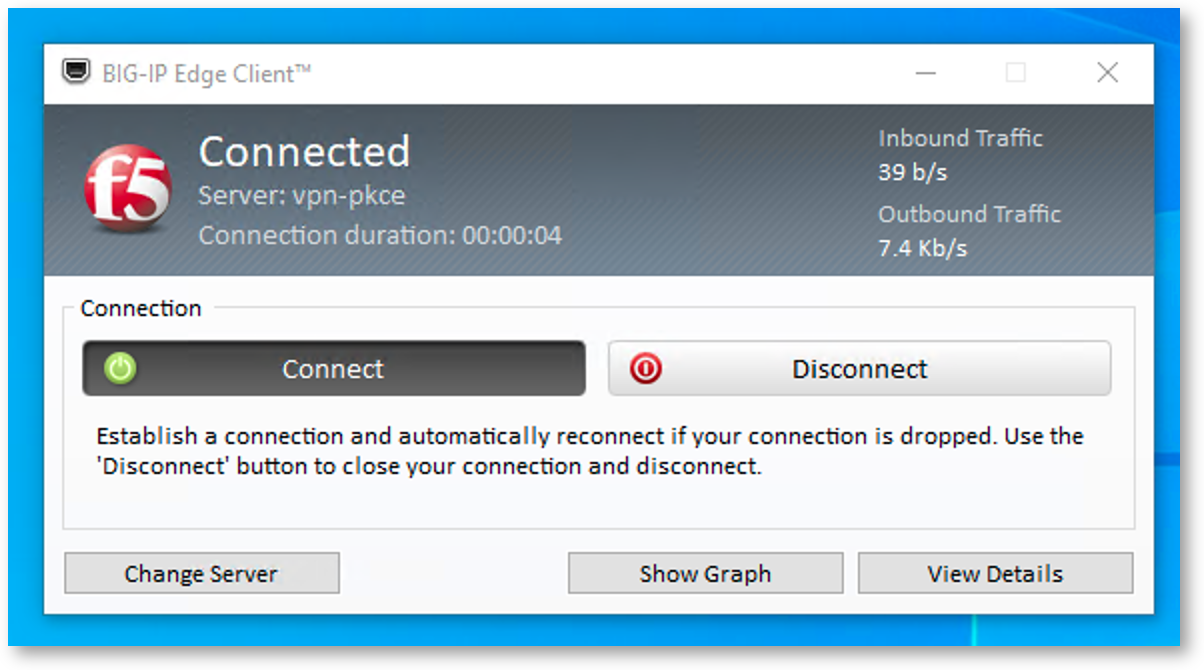 BIG-IP Edge Client™
f5
Connected
Server: vpn-pkce
Connection duration: 00:00:04
Inbound Traffic
39 b/s
Outbound Traffic
7.4 Kb/s
Connection
Connect
Disconnect
Establish a connection and automatically reconnect if your connection is dropped. Use the
'Disconnect' button to close your connection and disconnect.
Change Server
Show Graph
View Details